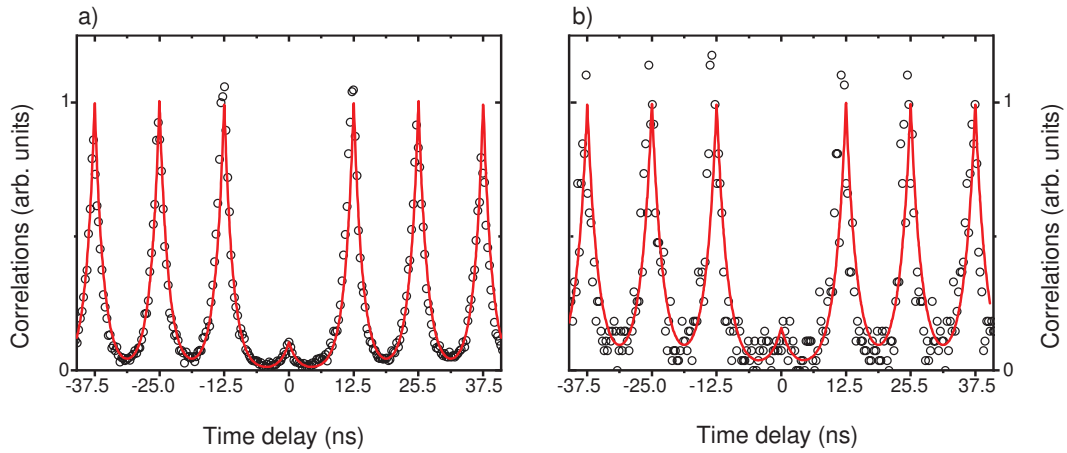 a)
b)
Correlations (arb. units)
1
0
-37.5 -25.0 -12.5 0 12.5 25.5 37.5
Time delay (ns)
-37.5 -25.0 -12.5 0 12.5 25.5 37.5
Time delay (ns)
1
0
Correlations (arb. units)